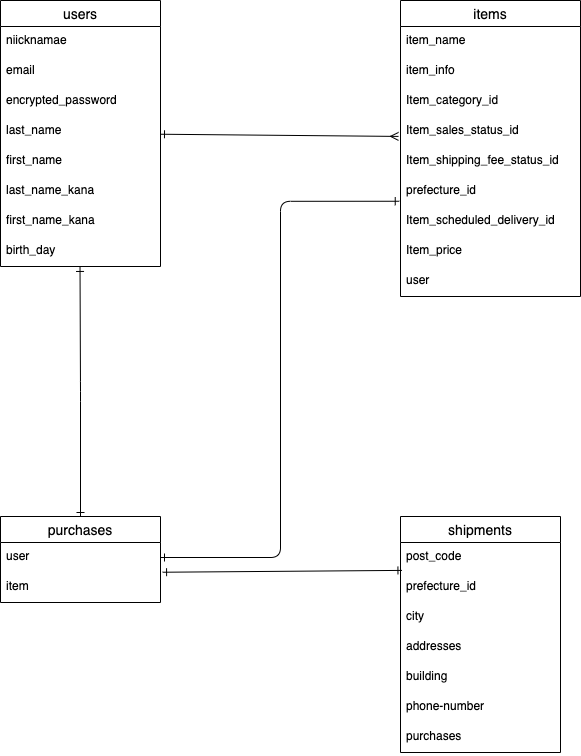 users
niicknamae
email
encrypted_password
last_name
first_name
last_name_kana
first_name_kana
birth_day
items
item_name
item_info
Item_category_id
Item_sales_status_id
Item_shipping_fee_status_id
prefecture_id
Item_scheduled_delivery_id
Item_price
user
purchases
user
item
shipments
post_code
prefecture_id
city
addresses
building
phone-number
purchases